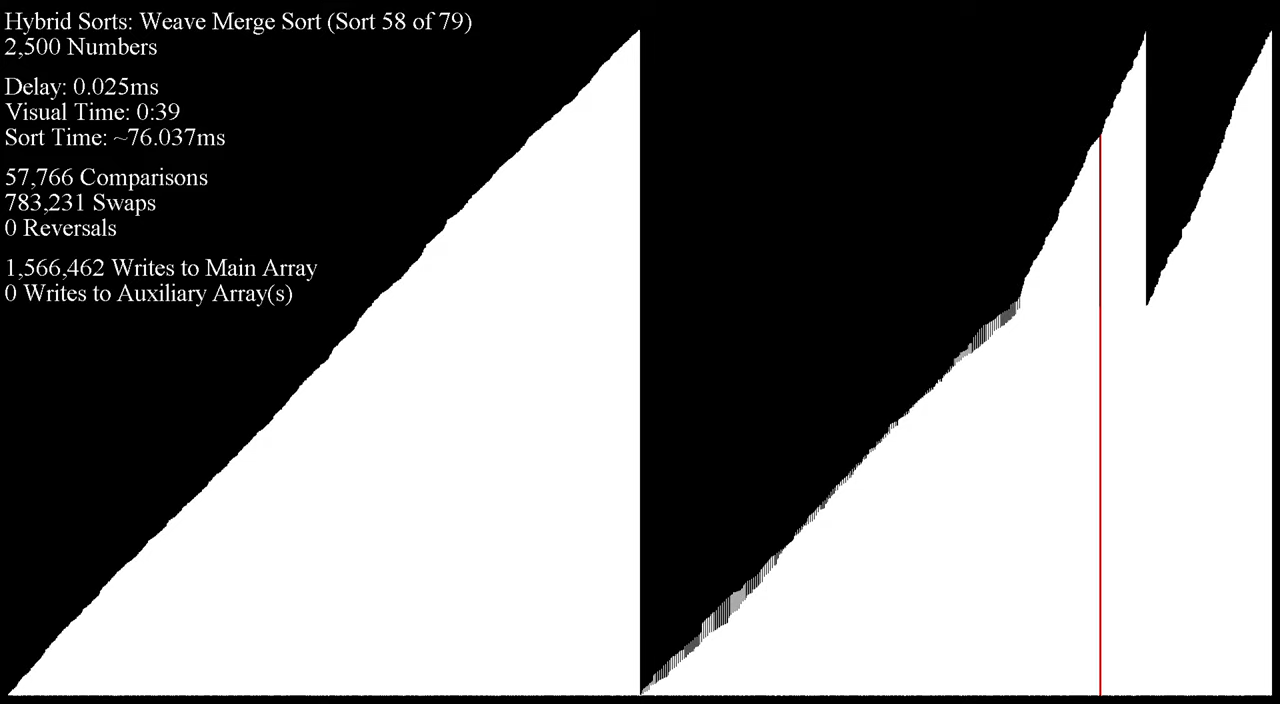 Hybrid Sorts: Weave Merge Sort (Sort 58 of 79)
2,500 Numbers
Delay: 0.025ms
Visual Time: 0:39
Sort Time: ~76.037ms
57,766 Comparisons
783,231 Swaps
0 Reversals
1,566,462 Writes to Main Array
0 Writes to Auxiliary Array(s)